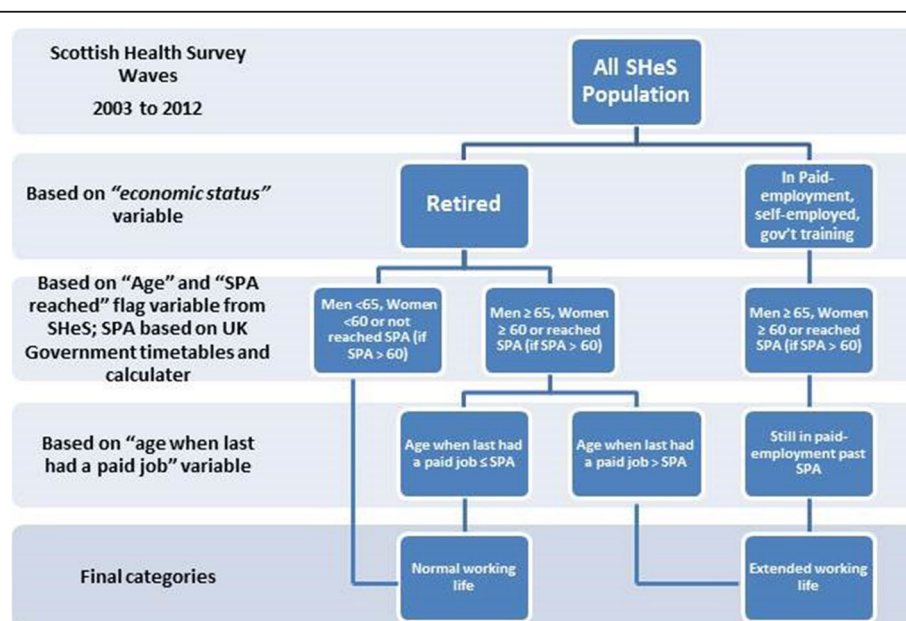 Scottish Health Survey
Waves
2003 to 2012
All SHeS
Population
Based on “economic status”
variable
Retired
In Paid-
employment,
self-employed,
gov't training
Based on “Age” and “SPA
reached” flag variable from
SHeS; SPA based on UK
Government timetables and
calculater
Men <65, Women
<60 or not
reached SPA (if
SPA > 60)
Men ≥ 65, Women
≥ 60 or reached
SPA (if SPA > 60)
Men ≥ 65, Women
≥ 60 or reached
SPA (if SPA > 60)
Based on “age when last
had a paid job” variable
Age when last had
a paid job ≤ SPA
Age when last had
a paid job > SPA
Still in paid-
employment past
SPA
Final categories
Normal working
life
Extended working
life